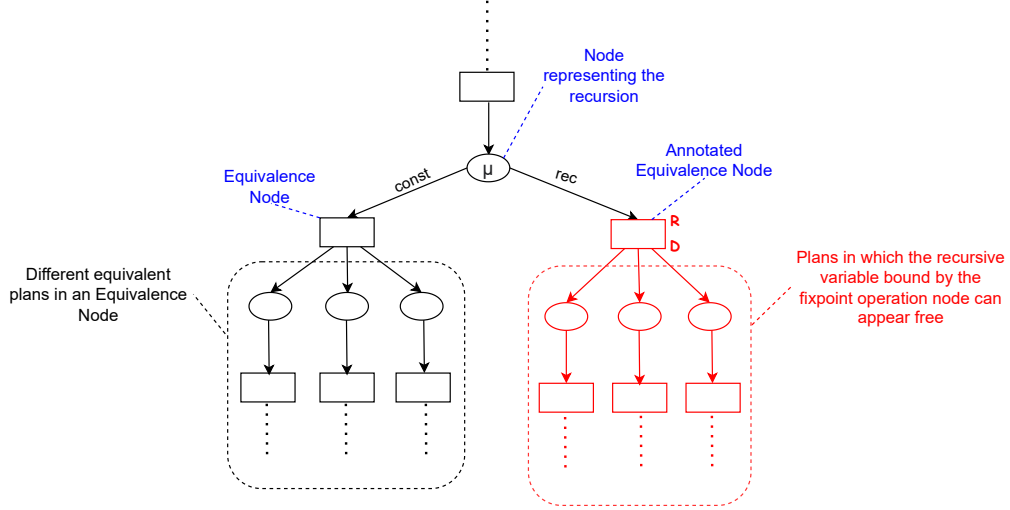 Node
representing the
recursion
μ
const
rec
Equivalence
Node
Annotated
Equivalence Node
R
D
Different equivalent
plans in an Equivalence
Node
Plans in which the recursive
variable bound by the
fixpoint operation node can
appear free